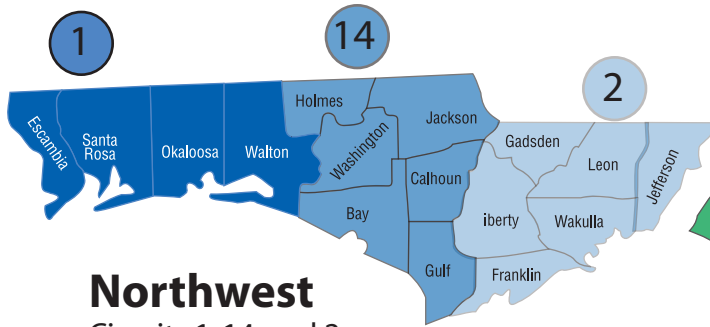 1
14
2
Holmes
Jackson
Escambia
Santa
Rosa
Okaloosa
Walton
Washington
Gadsden
Leon
Jefferson
Calhoun
Bay
iberty
Wakulla
Gulf
Franklin
Northwest